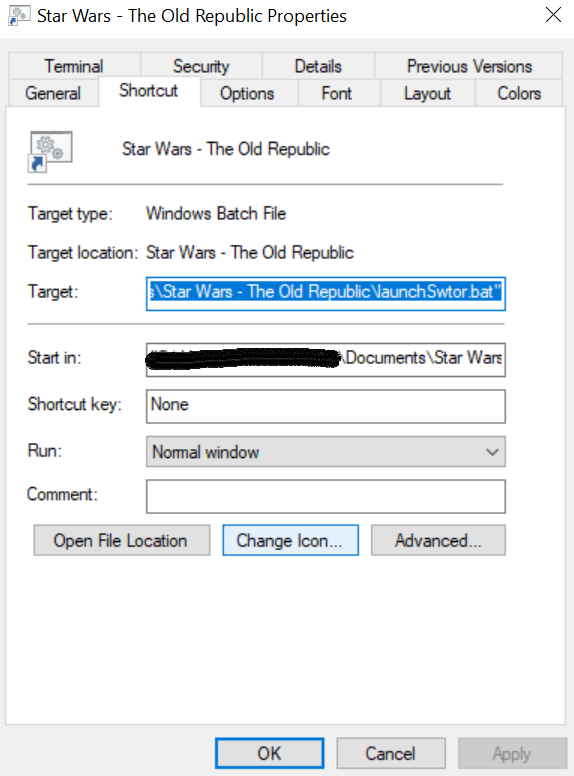 Star Wars - The Old Republic Properties
Terminal Security Details Previous Versions
General Shortcut Options Font Layout Colors
Star Wars - The Old Republic
Target type: Windows Batch File
Target location: Star Wars - The Old Republic
Target: s\Star Wars - The Old Republic\launchSwtor.bat"
Start in: \Documents\Star Wars
Shortcut key: None
Run: Normal window
Comment:
Open File Location Change Icon... Advanced...
OK Cancel Apply